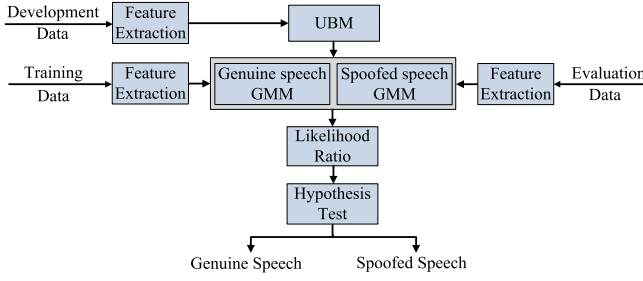 Development
Data
Feature
Extraction
UBM
Training
Data
Feature
Extraction
Genuine speech
GMM
Spoofed speech
GMM
Feature
Extraction
Evaluation
Data
Likelihood
Ratio
Hypothesis
Test
Genuine Speech
Spoofed Speech